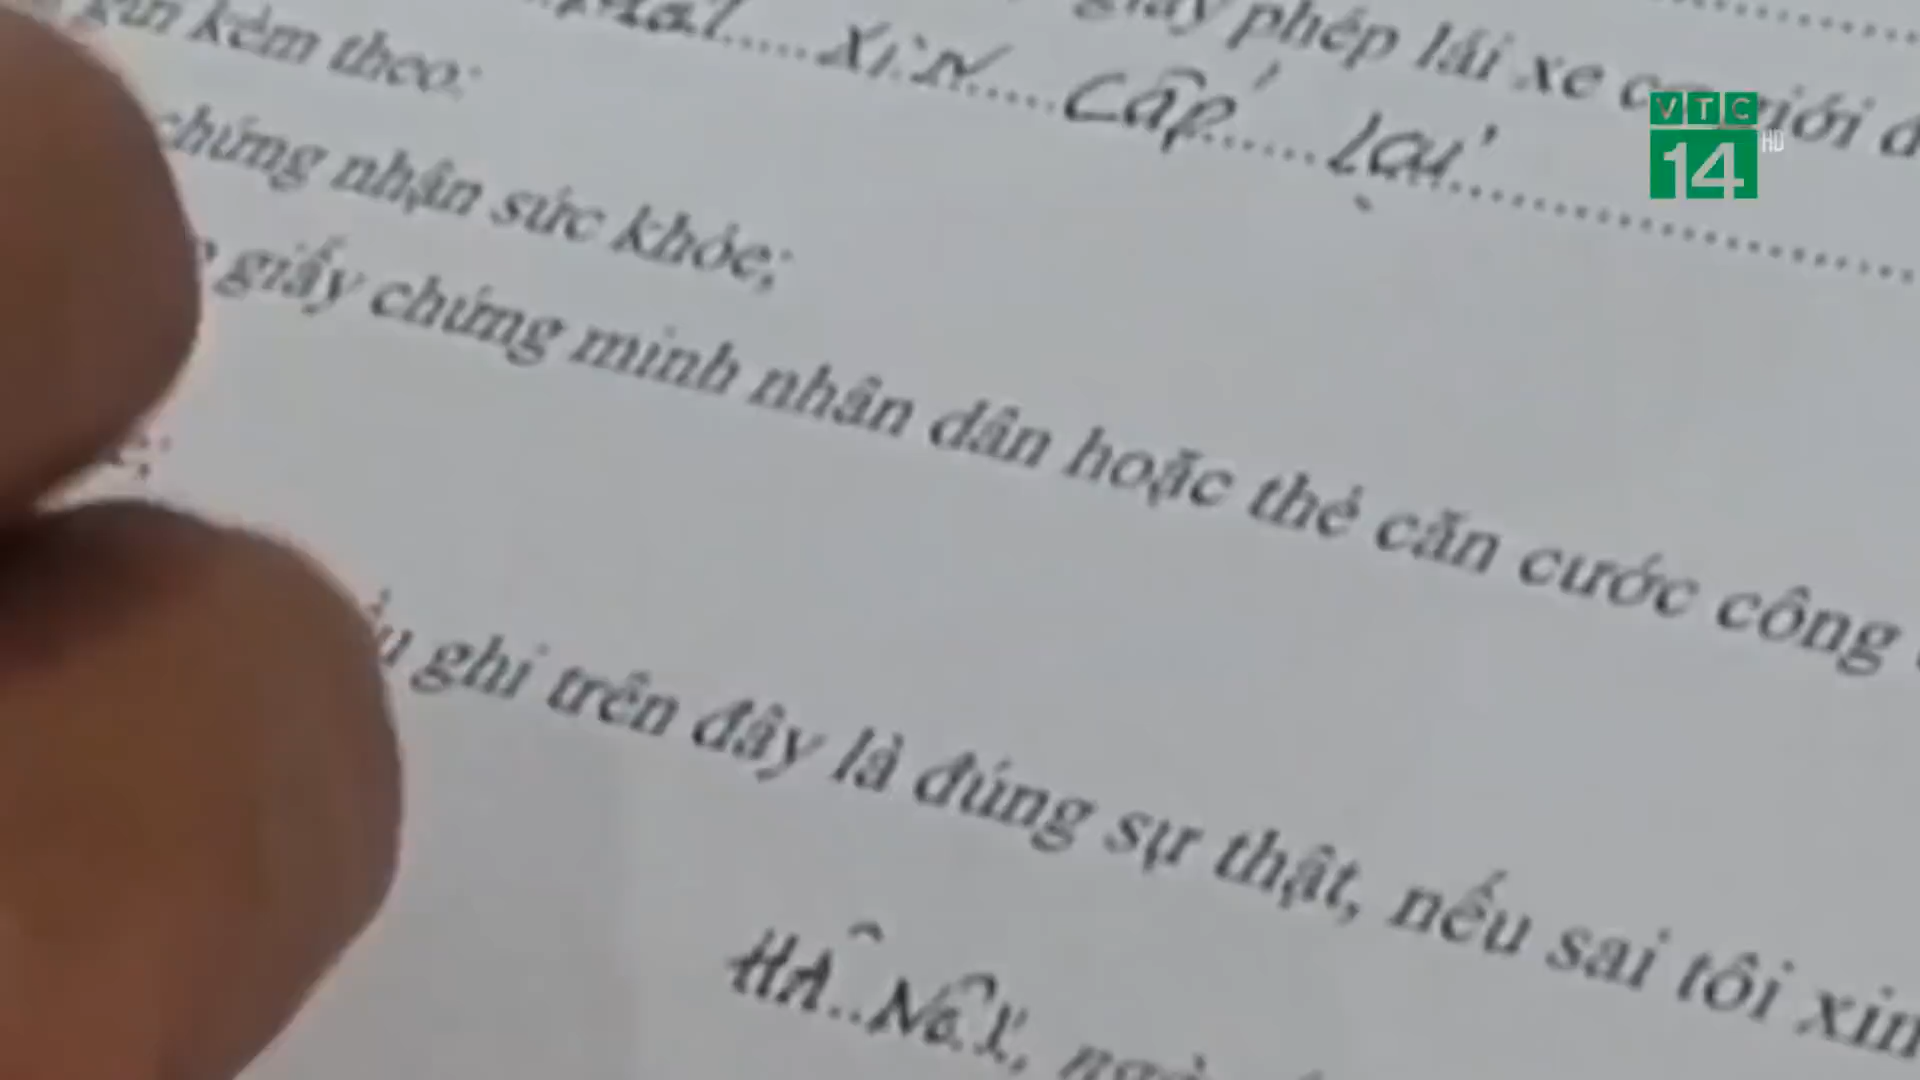 giấy phép lái xe cơ giới
xin cấp lại
VTC
14
HD
kèm theo:
chứng nhận sức khỏe;
giấy chứng minh nhân dân hoặc thẻ căn cước công
ghi trên đây là đúng sự thật, nếu sai tôi xin
HÀ NỘI,